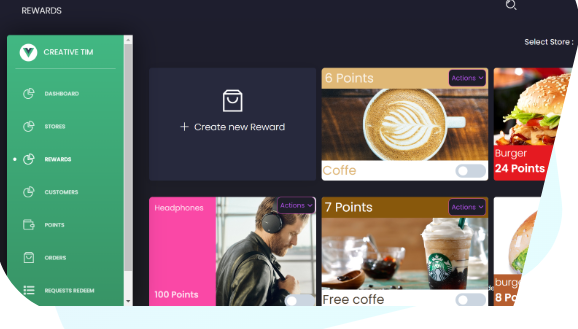 REWARDS
Select Store :
CREATIVE TIM
DASHBOARD
STORES
REWARDS
CUSTOMERS
POINTS
ORDERS
REQUESTS REDEEM
+ Create new Reward
6 Points
Actions
Coffe
Burger
24 Points
Headphones
Actions
100 Points
7 Points
Actions
Free coffe
burg
8 Po